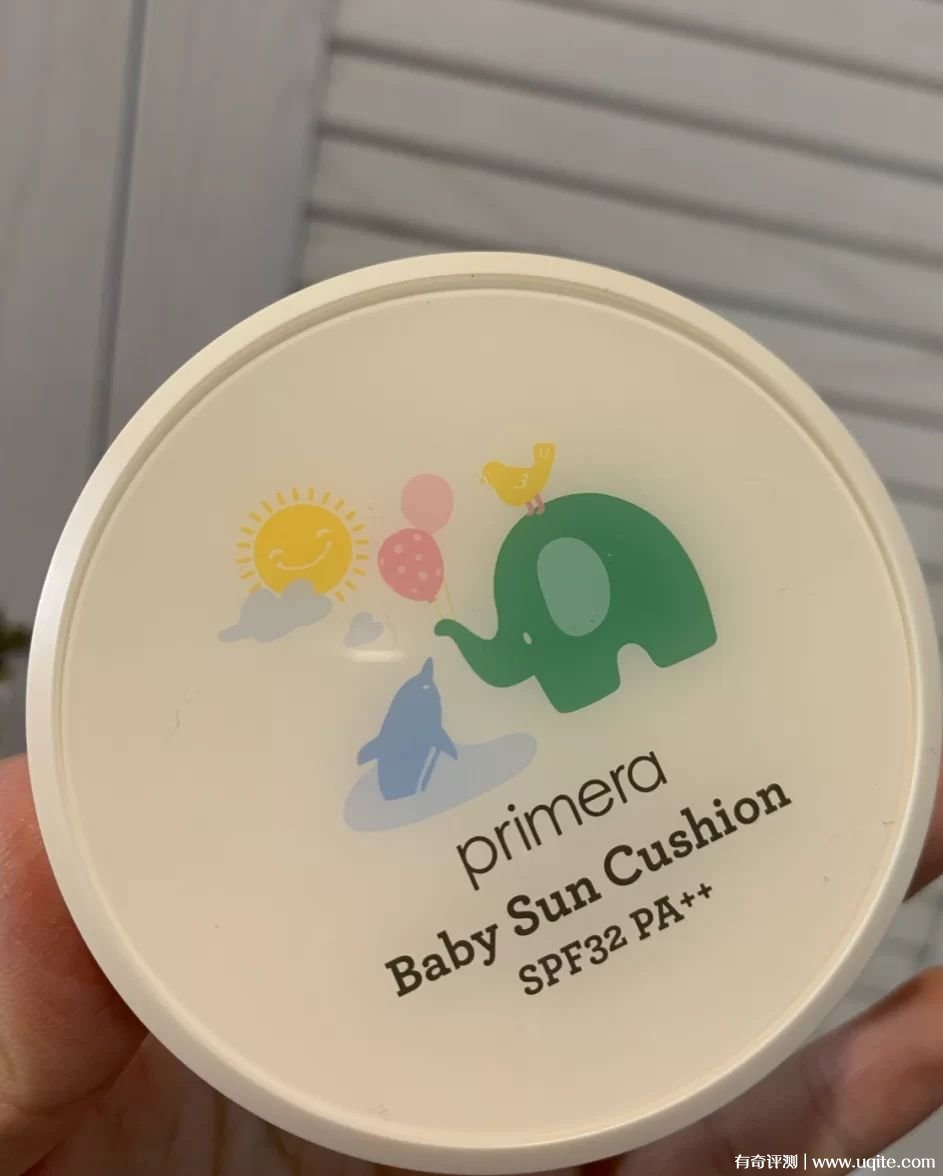 primera
Baby Sun Cushion
SPF32 PA++
有奇评测 | www.uqite.com